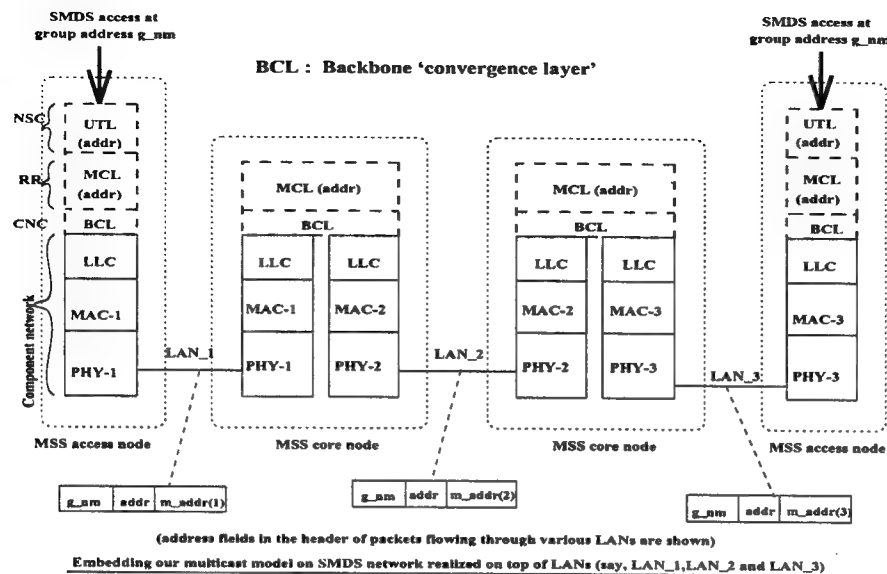 SMDS access at
group address g_nm
SMDS access at
group address g_nm
BCL : Backbone ‘convergence layer’
NSC
UTL
(addr)
RR
MCL
(addr)
CNC
BCL
LLC
MAC-1
PHY-1
Component network
MSS access node
LAN_1
MCL (addr)
BCL
LLC
LLC
MAC-1
MAC-2
PHY-1
PHY-2
MSS core node
LAN_2
MCL (addr)
BCL
LLC
LLC
MAC-2
MAC-3
PHY-2
PHY-3
MSS core node
LAN_3
UTL
(addr)
MCL
(addr)
BCL
LLC
MAC-3
PHY-3
MSS access node
g_nm addr m_addr(1)
g_nm addr m_addr(2)
g_nm addr m_addr(3)
(address fields in the header of packets flowing through various LANs are shown)
Embedding our multicast model on SMDS network realized on top of LANs (say, LAN_1,LAN_2 and LAN_3)